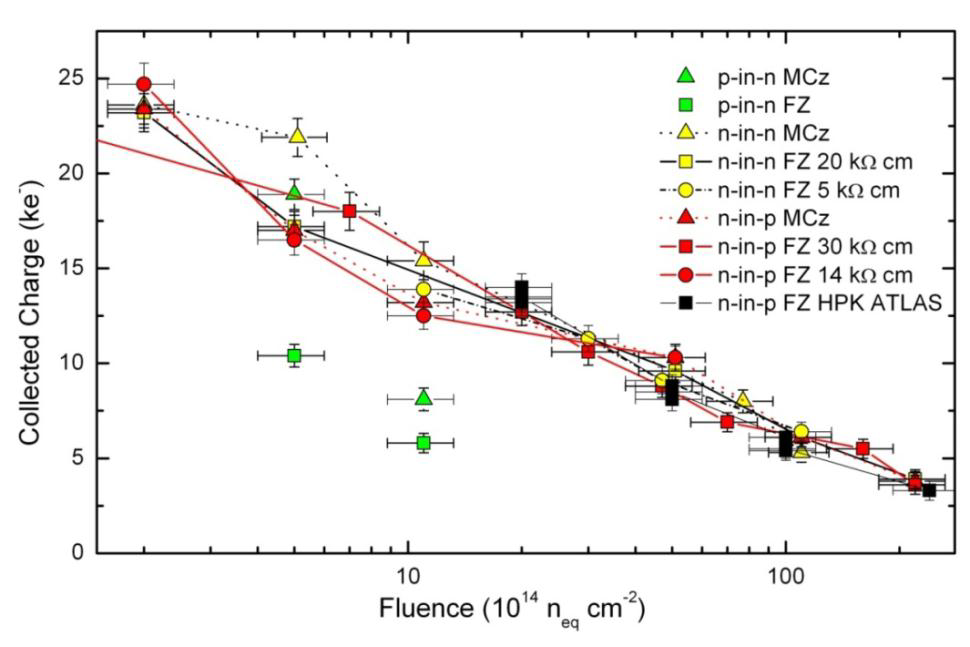 25
20
15
10
5
0
Collected Charge (ke⁻)
p-in-n MCz
p-in-n FZ
n-in-n MCz
n-in-n FZ 20 kΩ cm
n-in-n FZ 5 kΩ cm
n-in-p MCz
n-in-p FZ 30 kΩ cm
n-in-p FZ 14 kΩ cm
n-in-p FZ HPK ATLAS
10 100
Fluence (10¹⁴ n_eq cm⁻²)